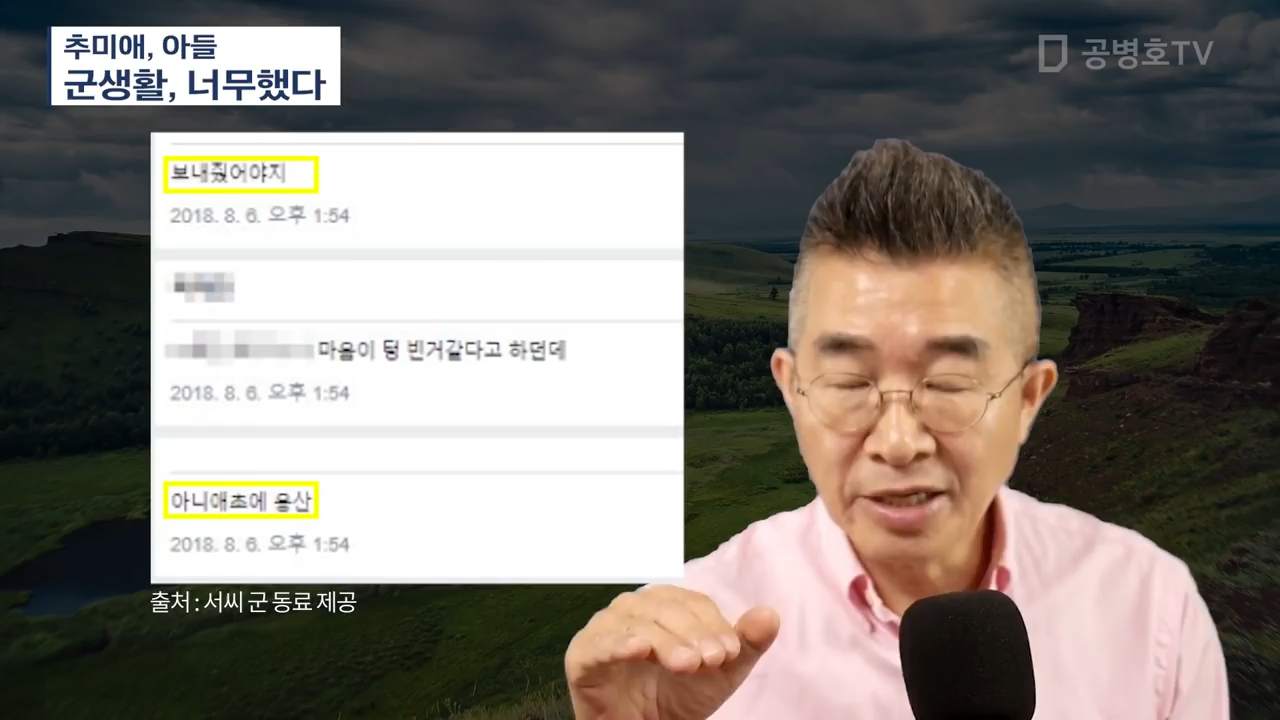 추미애, 아들
군생활, 너무했다
공병호TV
보내줬어야지
2018. 8. 6. 오후 1:54
마음이 텅 빈거같다고 하던데
2018. 8. 6. 오후 1:54
아니애초에 용산
2018. 8. 6. 오후 1:54
출처 : 서씨 군 동료 제공